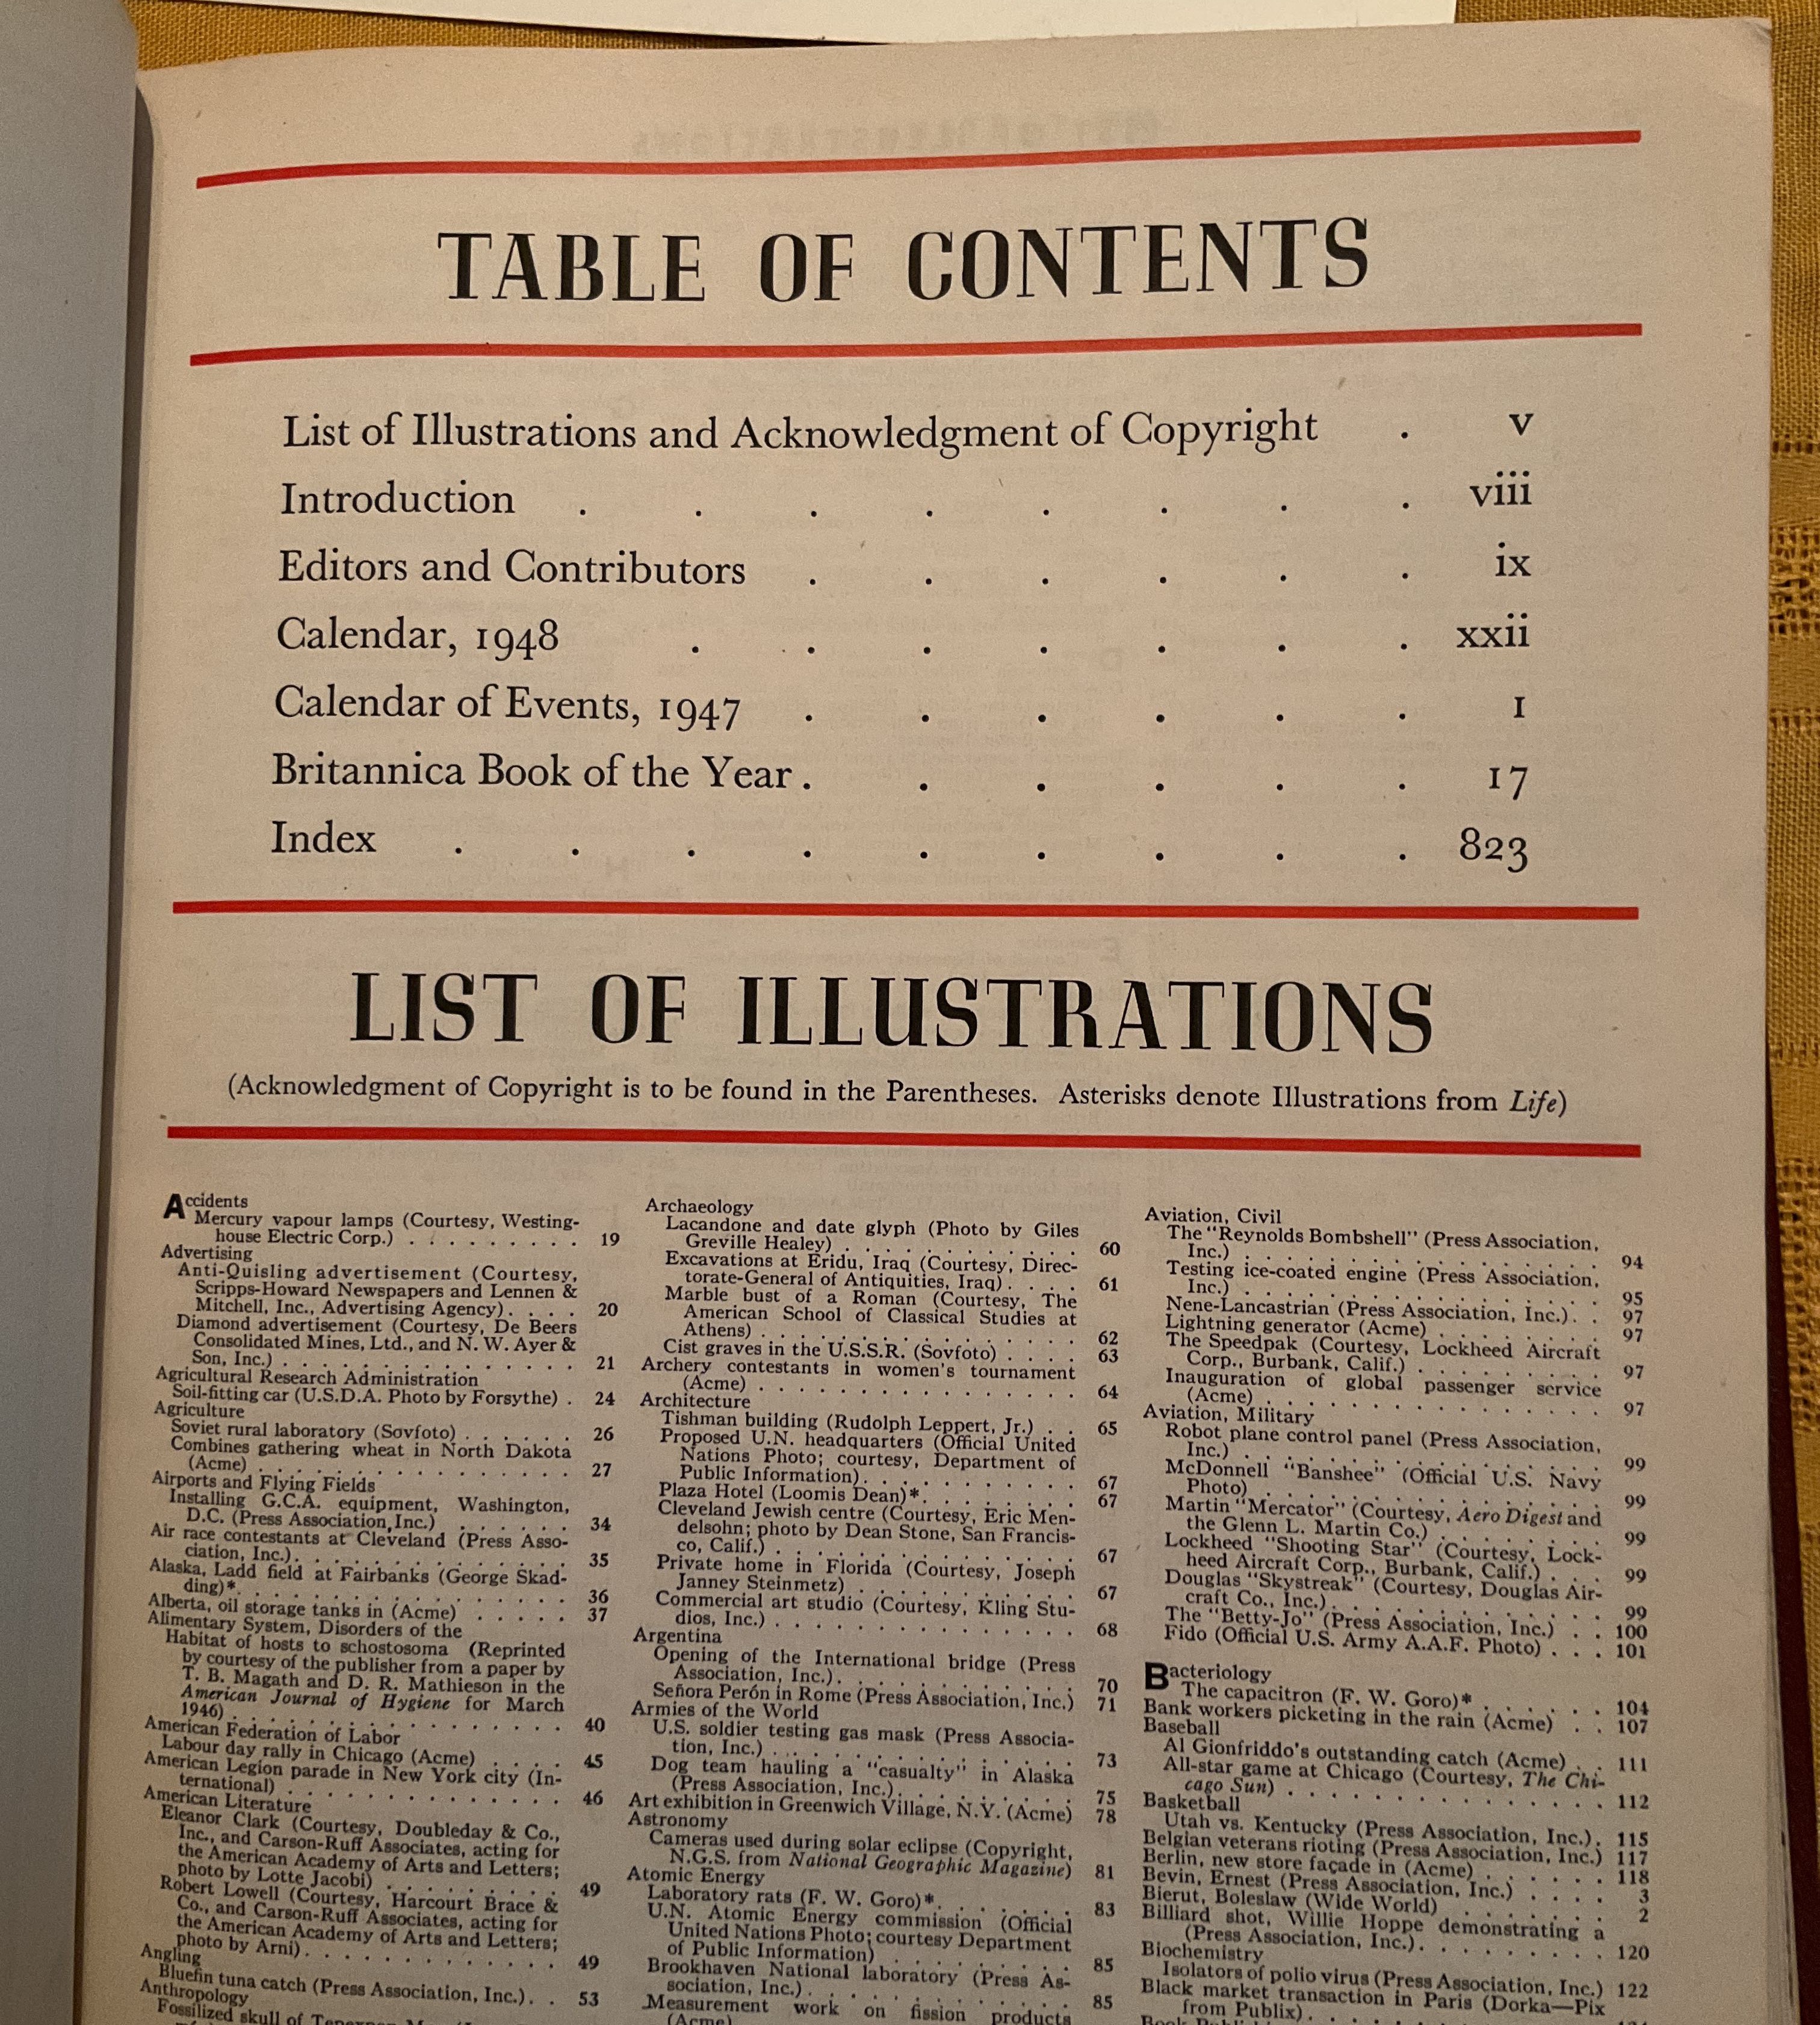 TABLE OF CONTENTS
List of Illustrations and Acknowledgment of Copyright . v
Introduction . . . . . . . . viii
Editors and Contributors . . . . . . ix
Calendar, 1948 . . . . . . . xxii
Calendar of Events, 1947 . . . . . . 1
Britannica Book of the Year . . . . . . 17
Index . . . . . . . . . 823
LIST OF ILLUSTRATIONS
(Acknowledgment of Copyright is to be found in the Parentheses. Asterisks denote Illustrations from Life)
Accidents
Mercury vapour lamps (Courtesy, Westing-
house Electric Corp.) . . . . . . . . . 19
Advertising
Anti-Quisling advertisement (Courtesy,
Scripps-Howard Newspapers and Lennen &
Mitchell, Inc., Advertising Agency) . . . . 20
Diamond advertisement (Courtesy, De Beers
Consolidated Mines, Ltd., and N. W. Ayer &
Son, Inc.) . . . . . . . . . . . . . . 21
Agricultural Research Administration
Soil-fitting car (U.S.D.A. Photo by Forsythe) . 24
Agriculture
Soviet rural laboratory (Sovfoto) . . . . . . 26
Combines gathering wheat in North Dakota
(Acme) . . . . . . . . . . . . . . . 27
Airports and Flying Fields
Installing G.C.A. equipment, Washington,
D.C. (Press Association, Inc.) . . . . . . 34
Air race contestants at Cleveland (Press Asso-
ciation, Inc.) . . . . . . . . . . . . . 35
Alaska, Ladd field at Fairbanks (George Skad-
ding)* . . . . . . . . . . . . . . . 36
Alberta, oil storage tanks in (Acme) . . . . . 37
Alimentary System, Disorders of the
Habitat of hosts to schostosoma (Reprinted
by courtesy of the publisher from a paper by
T. B. Magath and D. R. Mathieson in the
American Journal of Hygiene for March
1946) . . . . . . . . . . . . . . . 40
American Federation of Labor
Labour day rally in Chicago (Acme) . . . . 45
American Legion parade in New York city (In-
ternational) . . . . . . . . . . . . . 46
American Literature
Eleanor Clark (Courtesy, Doubleday & Co.,
Inc., and Carson-Ruff Associates, acting for
the American Academy of Arts and Letters;
photo by Lotte Jacobi) . . . . . . . . . 49
Robert Lowell (Courtesy, Harcourt Brace &
Co., and Carson-Ruff Associates, acting for
the American Academy of Arts and Letters;
photo by Arni) . . . . . . . . . . . . 49
Angling
Bluefin tuna catch (Press Association, Inc.) . . 53
Anthropology
Fossilized skull of
Archaeology
Lacandone and date glyph (Photo by Giles
Greville Healey) . . . . . . . . . . . 60
Excavations at Eridu, Iraq (Courtesy, Direc-
torate-General of Antiquities, Iraq) . . . . 61
Marble bust of a Roman (Courtesy, The
American School of Classical Studies at
Athens) . . . . . . . . . . . . . . . 62
Cist graves in the U.S.S.R. (Sovfoto) . . . . 63
Archery contestants in women's tournament
(Acme) . . . . . . . . . . . . . . . 64
Architecture
Tishman building (Rudolph Leppert, Jr.) . . 65
Proposed U.N. headquarters (Official United
Nations Photo; courtesy, Department of
Public Information) . . . . . . . . . . 67
Plaza Hotel (Loomis Dean)* . . . . . . . 67
Cleveland Jewish centre (Courtesy, Eric Men-
delsohn; photo by Dean Stone, San Francis-
co, Calif.) . . . . . . . . . . . . . . 67
Private home in Florida (Courtesy, Joseph
Janney Steinmetz) . . . . . . . . . . 67
Commercial art studio (Courtesy, Kling Stu-
dios, Inc.) . . . . . . . . . . . . . . 68
Argentina
Opening of the International bridge (Press
Association, Inc.) . . . . . . . . . . . 70
Señora Perón in Rome (Press Association, Inc.) 71
Armies of the World
U.S. soldier testing gas mask (Press Associa-
tion, Inc.) . . . . . . . . . . . . . . 73
Dog team hauling a "casualty" in Alaska
(Press Association, Inc.) . . . . . . . . 75
Art exhibition in Greenwich Village, N.Y. (Acme) 78
Astronomy
Cameras used during solar eclipse (Copyright,
N.G.S. from National Geographic Magazine) 81
Atomic Energy
Laboratory rats (F. W. Goro)* . . . . . . . 83
U.N. Atomic Energy commission (Official
United Nations Photo; courtesy Department
of Public Information) . . . . . . . . . 85
Brookhaven National laboratory (Press As-
sociation, Inc.) . . . . . . . . . . . . 85
Measurement work on fission products
(Acme)
Aviation, Civil
The "Reynolds Bombshell" (Press Association,
Inc.) . . . . . . . . . . . . . . . . 94
Testing ice-coated engine (Press Association,
Inc.) . . . . . . . . . . . . . . . . 95
Nene-Lancastrian (Press Association, Inc.) . . 97
Lightning generator (Acme) . . . . . . . . 97
The Speedpak (Courtesy, Lockheed Aircraft
Corp., Burbank, Calif.) . . . . . . . . . 97
Inauguration of global passenger service
(Acme) . . . . . . . . . . . . . . . 97
Aviation, Military
Robot plane control panel (Press Association,
Inc.) . . . . . . . . . . . . . . . . 99
McDonnell "Banshee" (Official U.S. Navy
Photo) . . . . . . . . . . . . . . . 99
Martin "Mercator" (Courtesy, Aero Digest and
the Glenn L. Martin Co.) . . . . . . . . 99
Lockheed "Shooting Star" (Courtesy, Lock-
heed Aircraft Corp., Burbank, Calif.) . . . 99
Douglas "Skystreak" (Courtesy, Douglas Air-
craft Co., Inc.) . . . . . . . . . . . . 99
The "Betty-Jo" (Press Association, Inc.) . . 100
Fido (Official U.S. Army A.A.F. Photo) . . . 101
Bacteriology
The capacitron (F. W. Goro)* . . . . . . . 104
Bank workers picketing in the rain (Acme) . . 107
Baseball
Al Gionfriddo's outstanding catch (Acme) . . 111
All-star game at Chicago (Courtesy, The Chi-
cago Sun) . . . . . . . . . . . . . . 112
Basketball
Utah vs. Kentucky (Press Association, Inc.) . 115
Belgian veterans rioting (Press Association, Inc.) 117
Berlin, new store façade in (Acme) . . . . . . 118
Bevin, Ernest (Press Association, Inc.) . . . . 3
Bierut, Boleslaw (Wide World) . . . . . . . 2
Billiard shot, Willie Hoppe demonstrating a
(Press Association, Inc.) . . . . . . . . . 120
Biochemistry
Isolators of polio virus (Press Association, Inc.) 122
Black market transaction in Paris (Dorka—Pix
from Publix) . . . . . . . . . . . . .